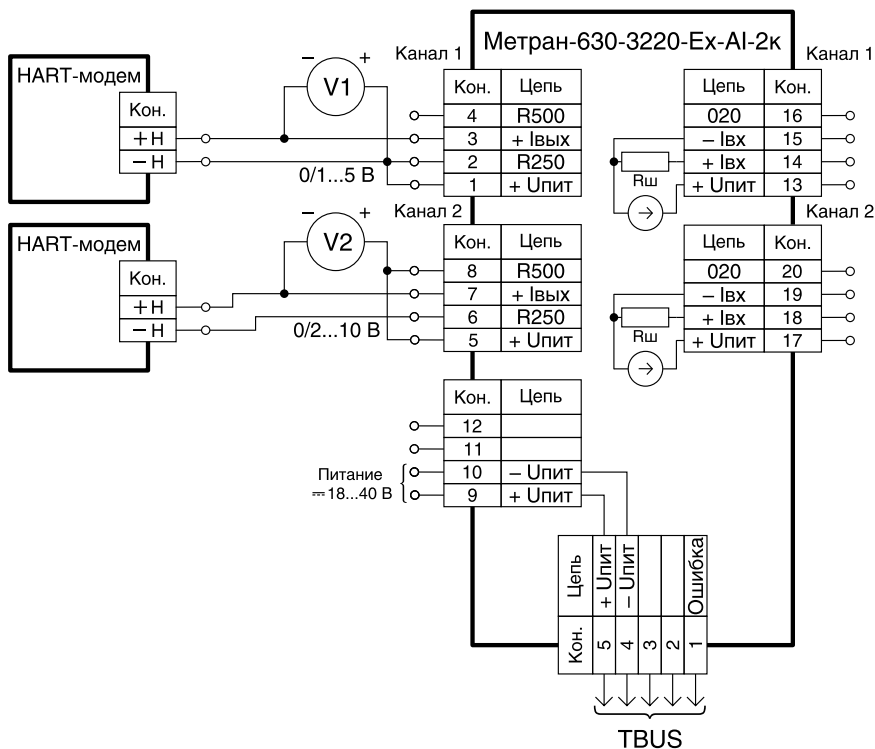 Метран-630-3220-Ex-AI-2к
HART-модем
Кон.
+ H
− H
− V1 +
0/1...5 В
Канал 1
Кон. Цепь
4 R500
3 + Iвых
2 R250
1 + Uпит
Канал 1
Цепь Кон.
020 16
− Iвх 15
+ Iвх 14
+ Uпит 13
Rш
HART-модем
Кон.
+ H
− H
− V2 +
0/2...10 В
Канал 2
Кон. Цепь
8 R500
7 + Iвых
6 R250
5 + Uпит
Канал 2
Цепь Кон.
020 20
− Iвх 19
+ Iвх 18
+ Uпит 17
Rш
Кон. Цепь
12
11
10 − Uпит
9 + Uпит
Питание
⎓18...40 В
Цепь + Uпит − Uпит Ошибка
Кон. 5 4 3 2 1
TBUS